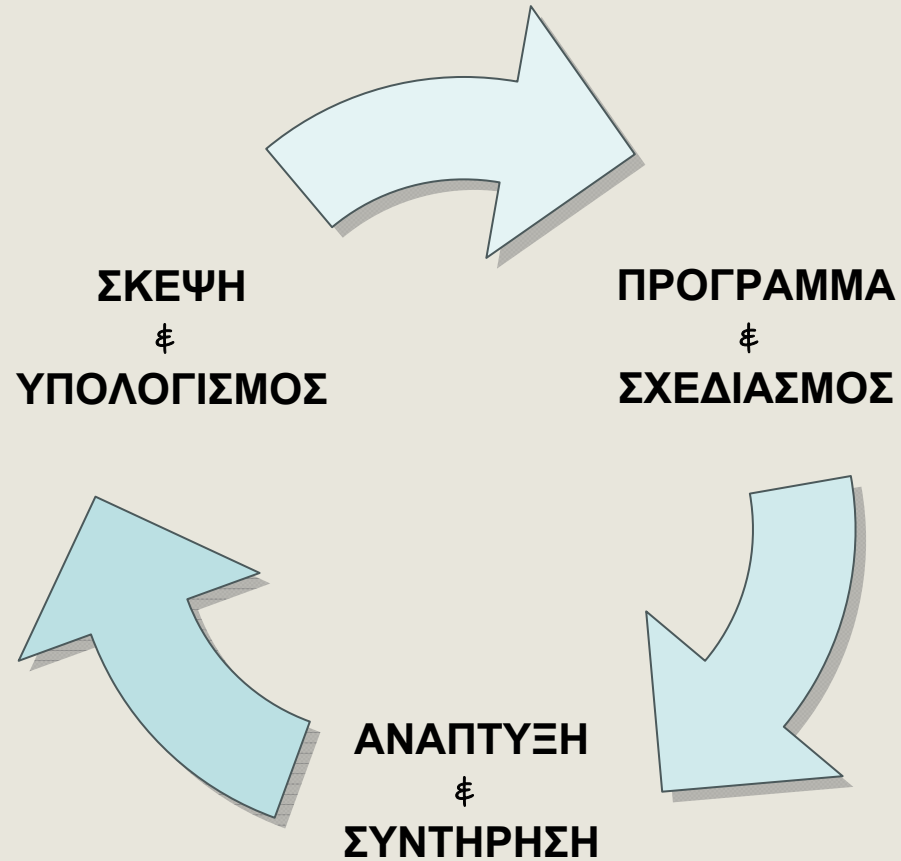 ΣΚΕΨΗ
&
ΥΠΟΛΟΓΙΣΜΟΣ
ΠΡΟΓΡΑΜΜΑ
&
ΣΧΕΔΙΑΣΜΟΣ
ΑΝΑΠΤΥΞΗ
&
ΣΥΝΤΗΡΗΣΗ